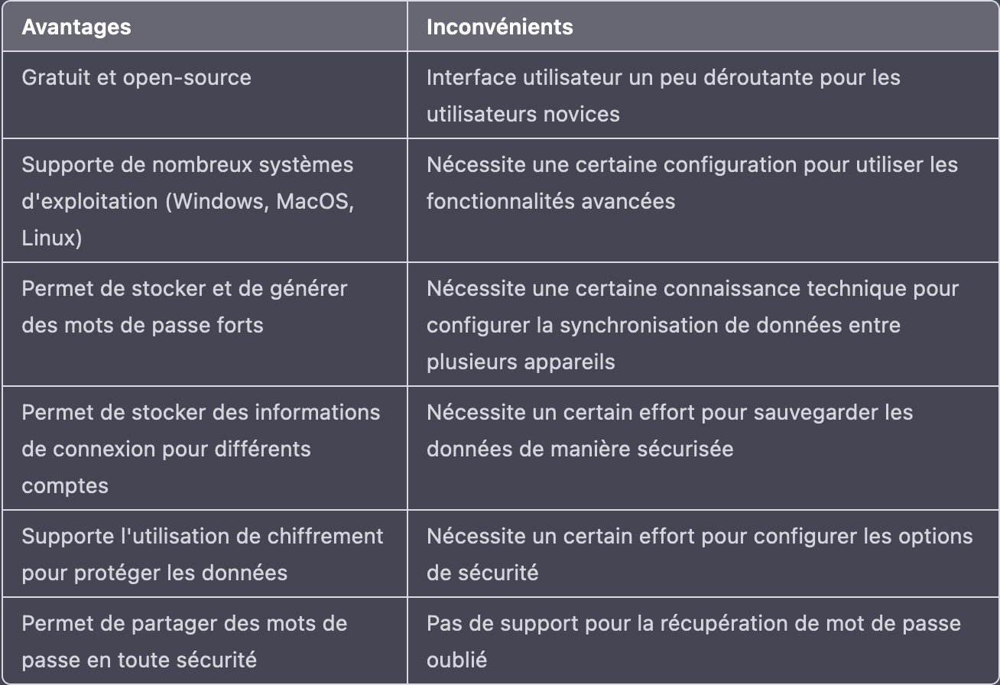 Avantages
Inconvénients
Gratuit et open-source
Interface utilisateur un peu déroutante pour les
utilisateurs novices
Supporte de nombreux systèmes
d'exploitation (Windows, MacOS,
Linux)
Nécessite une certaine configuration pour utiliser les
fonctionnalités avancées
Permet de stocker et de générer
des mots de passe forts
Nécessite une certaine connaissance technique pour
configurer la synchronisation de données entre
plusieurs appareils
Permet de stocker des informations
de connexion pour différents
comptes
Nécessite un certain effort pour sauvegarder les
données de manière sécurisée
Supporte l'utilisation de chiffrement
pour protéger les données
Nécessite un certain effort pour configurer les options
de sécurité
Permet de partager des mots de
passe en toute sécurité
Pas de support pour la récupération de mot de passe
oublié